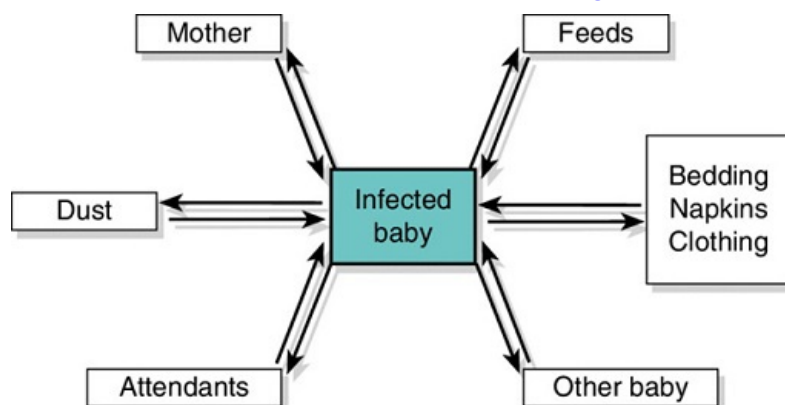 Mother
Feeds
Infected
baby
Bedding
Napkins
Clothing
Dust
Attendants
Other baby